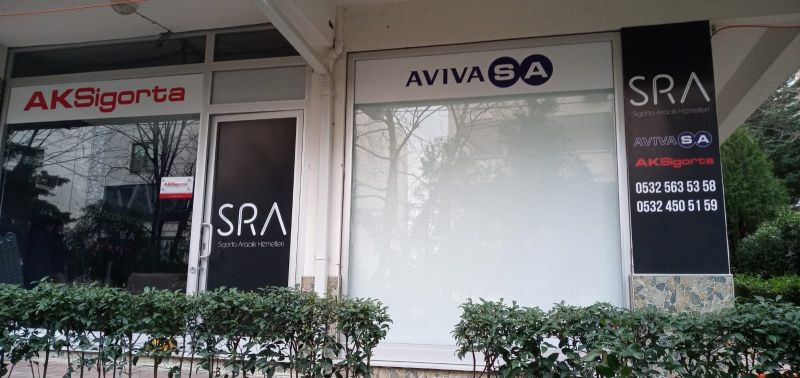 AKSigorta
AKSigorta
SRA
Sigorta Aracılık Hizmetleri
AVIVASA
SRA
Sigorta Aracılık Hizmetleri
AVIVASA
AKSigorta
0532 563 53 58
0532 450 51 59